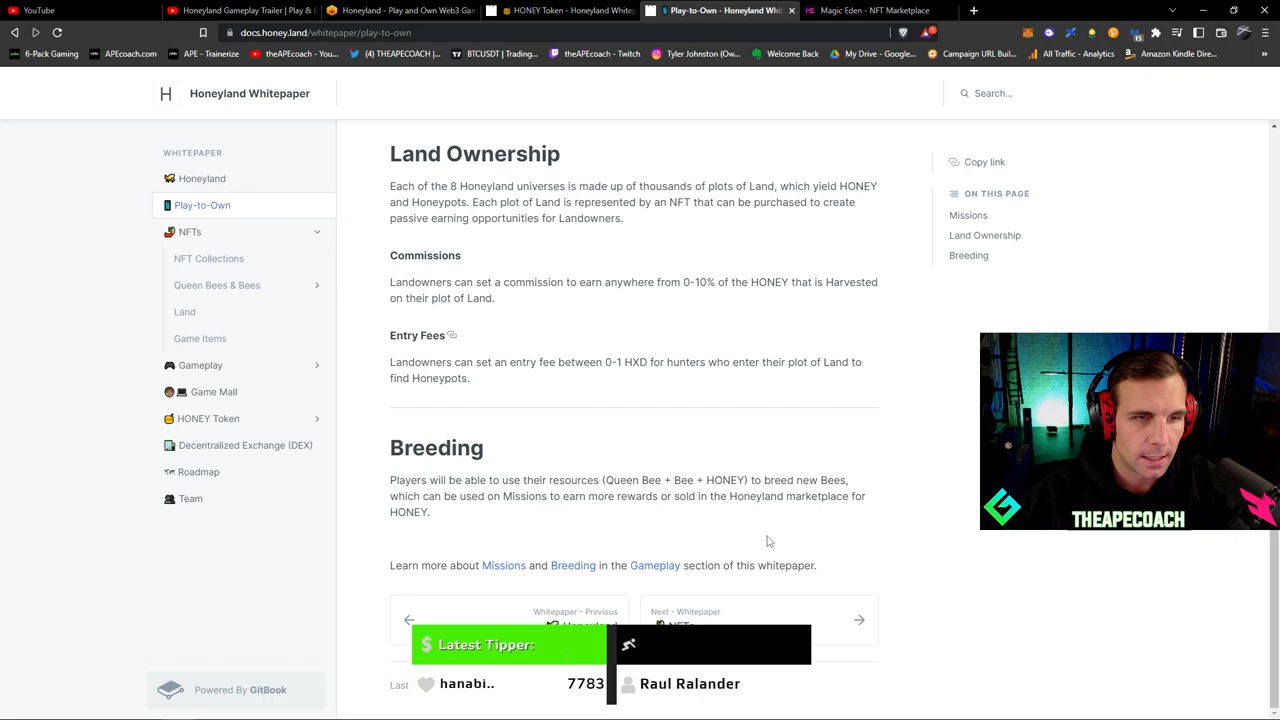 YouTube
Honeyland Gameplay Trailer | Play & 
Honeyland - Play and Own Web3 Gam
HONEY Token - Honeyland Whitep
Play-to-Own - Honeyland Whi
Magic Eden - NFT Marketplace
docs.honey.land/whitepaper/play-to-own
6-Pack Gaming
APEcoach.com
APE - Trainerize
theAPEcoach - You...
(4) THEAPECOACH |...
BTCUSDT | Trading...
theAPEcoach - Twitch
Tyler Johnston (Ow...
Welcome Back
My Drive - Google...
Campaign URL Buil...
All Traffic - Analytics
Amazon Kindle Dire...
15
H
Honeyland Whitepaper
Search...
WHITEPAPER
Honeyland
Play-to-Own
NFTs
NFT Collections
Queen Bees & Bees
Land
Game Items
Gameplay
Game Mall
HONEY Token
Decentralized Exchange (DEX)
Roadmap
Team
Powered By GitBook
Land Ownership
Each of the 8 Honeyland universes is made up of thousands of plots of Land, which yield HONEY
and Honeypots. Each plot of Land is represented by an NFT that can be purchased to create
passive earning opportunities for Landowners.
Commissions
Landowners can set a commission to earn anywhere from 0-10% of the HONEY that is Harvested
on their plot of Land.
Entry Fees
Landowners can set an entry fee between 0-1 HXD for hunters who enter their plot of Land to
find Honeypots.
Breeding
Players will be able to use their resources (Queen Bee + Bee + HONEY) to breed new Bees,
which can be used on Missions to earn more rewards or sold in the Honeyland marketplace for
HONEY.
Learn more about Missions and Breeding in the Gameplay section of this whitepaper.
Whitepaper - Previous
Honeyland
Next - Whitepaper
NFTs
$ Latest Tipper:
Last
hanabi..
7783
Raul Ralander
Copy link
ON THIS PAGE
Missions
Land Ownership
Breeding
THEAPECOACH